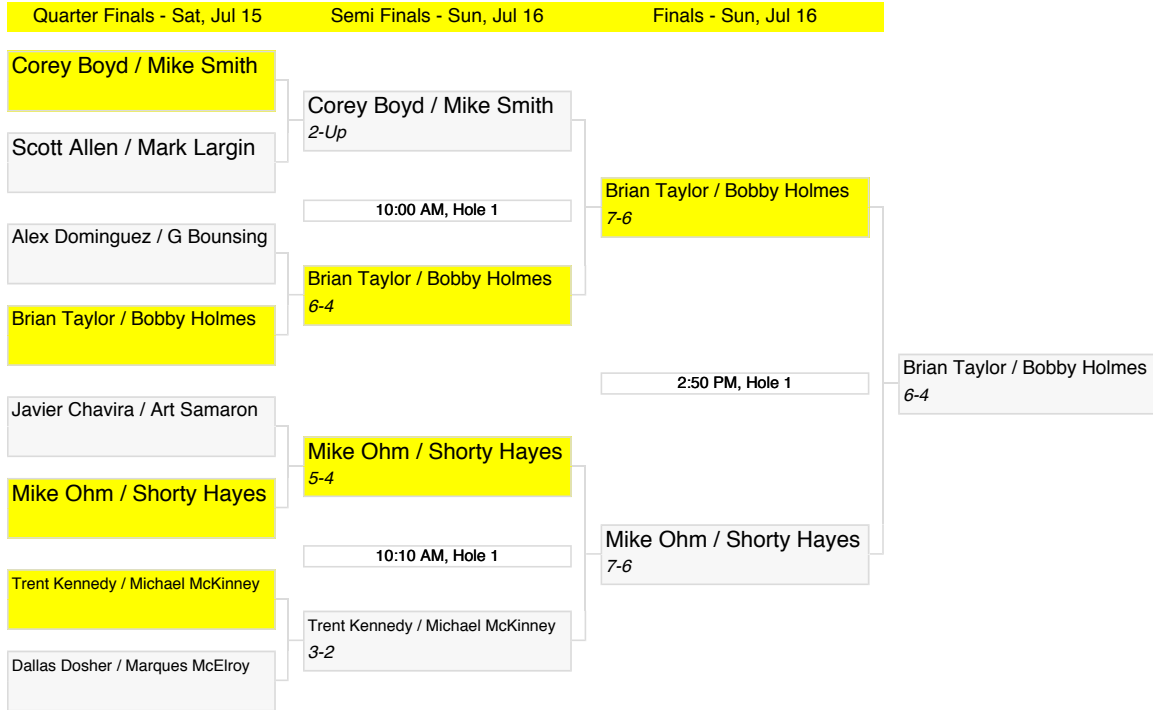 Quarter Finals - Sat, Jul 15
Semi Finals - Sun, Jul 16
Finals - Sun, Jul 16
Corey Boyd / Mike Smith
Scott Allen / Mark Largin
Alex Dominguez / G Bounsing
Brian Taylor / Bobby Holmes
Javier Chavira / Art Samaron
Mike Ohm / Shorty Hayes
Trent Kennedy / Michael McKinney
Dallas Dosher / Marques McElroy
Corey Boyd / Mike Smith
2-Up
10:00 AM, Hole 1
Brian Taylor / Bobby Holmes
6-4
Mike Ohm / Shorty Hayes
5-4
10:10 AM, Hole 1
Trent Kennedy / Michael McKinney
3-2
Brian Taylor / Bobby Holmes
7-6
2:50 PM, Hole 1
Mike Ohm / Shorty Hayes
7-6
Brian Taylor / Bobby Holmes
6-4